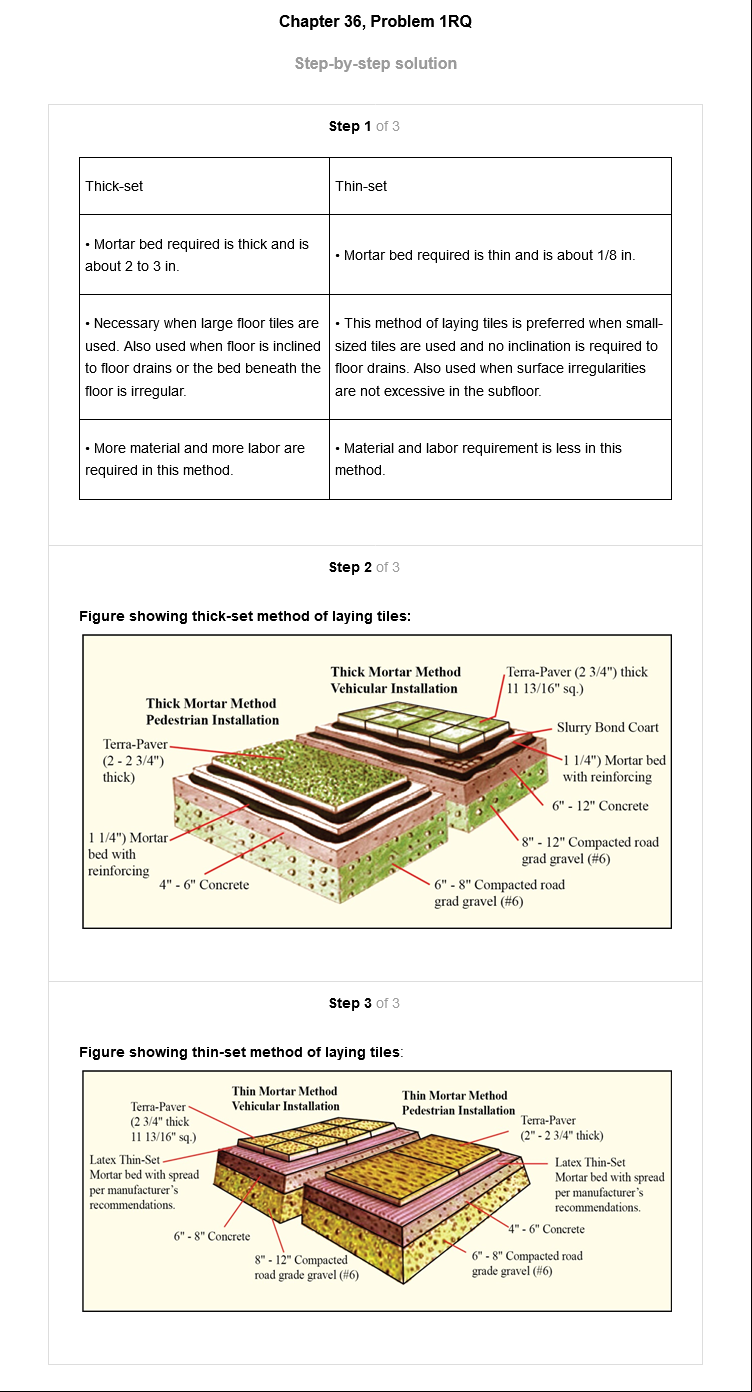 Chapter 36, Problem 1RQ
Step-by-step solution
Step 1 of 3
Thick-set
Thin-set
• Mortar bed required is thick and is
about 2 to 3 in.
• Mortar bed required is thin and is about 1/8 in.
• Necessary when large floor tiles are
used. Also used when floor is inclined
to floor drains or the bed beneath the
floor is irregular.
• This method of laying tiles is preferred when small-
sized tiles are used and no inclination is required to
floor drains. Also used when surface irregularities
are not excessive in the subfloor.
• More material and more labor are
required in this method.
• Material and labor requirement is less in this
method.
Step 2 of 3
Figure showing thick-set method of laying tiles:
Thick Mortar Method
Pedestrian Installation
Terra-Paver
(2 - 2 3/4")
thick)
1 1/4") Mortar
bed with
reinforcing
4" - 6" Concrete
6" - 8" Compacted road
grad gravel (#6)
Thick Mortar Method
Vehicular Installation
Terra-Paver (2 3/4") thick
11 13/16" sq.)
Slurry Bond Coart
1 1/4") Mortar bed
with reinforcing
6" - 12" Concrete
8" - 12" Compacted road
grad gravel (#6)
Step 3 of 3
Figure showing thin-set method of laying tiles:
Thin Mortar Method
Vehicular Installation
Terra-Paver
(2 3/4" thick
11 13/16" sq.)
Latex Thin-Set
Mortar bed with spread
per manufacturer's
recommendations.
6" - 8" Concrete
8" - 12" Compacted
road grade gravel (#6)
Thin Mortar Method
Pedestrian Installation
Terra-Paver
(2" - 2 3/4" thick)
Latex Thin-Set
Mortar bed with spread
per manufacturer's
recommendations.
4" - 6" Concrete
6" - 8" Compacted road
grade gravel (#6)